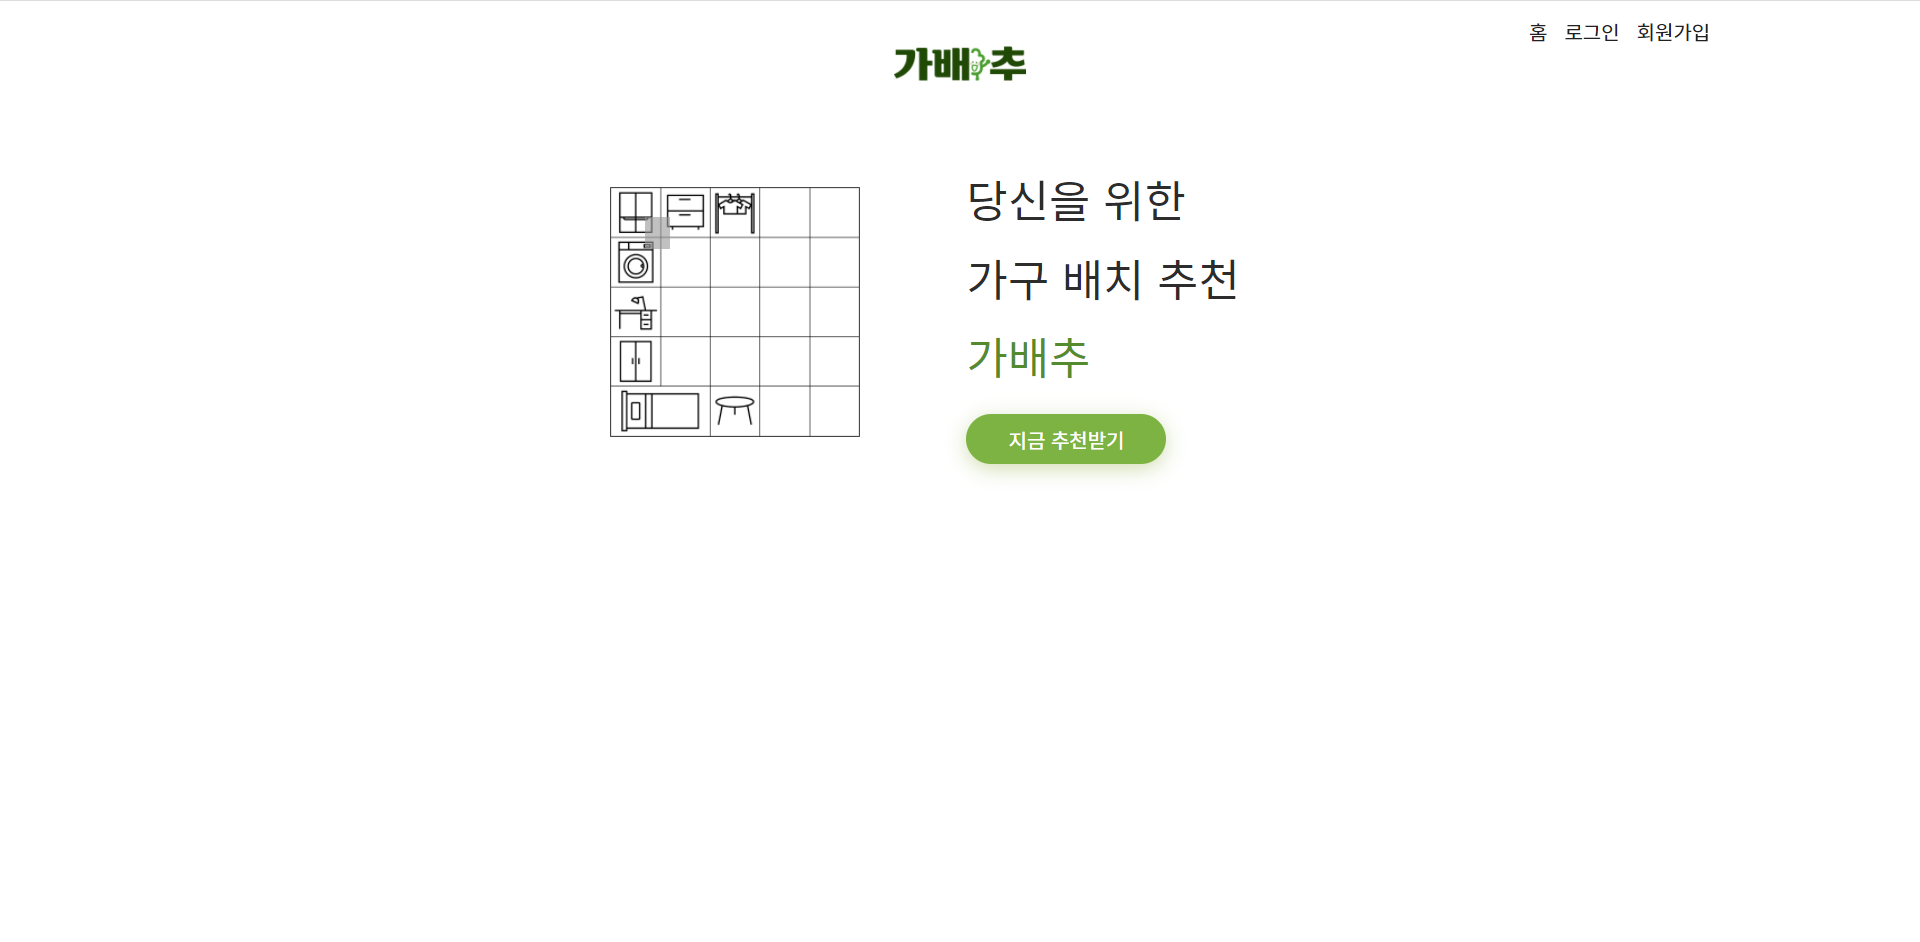 홈 로그인 회원가입
가배추
당신을 위한
가구 배치 추천
가배추
지금 추천받기